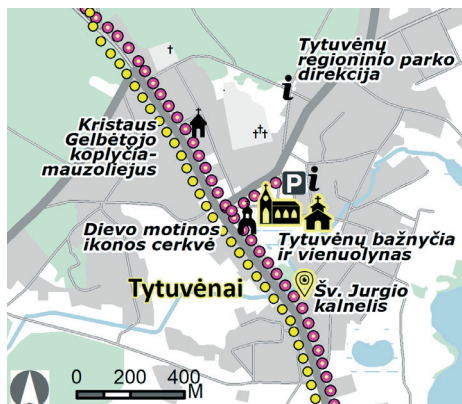 Tytuvėnų
regioninio parko
direkcija
i
Kristaus
Gelbėtojo
koplyčia-
mauzoliejus
P i
Dievo motinos
ikonos cerkvė
Tytuvėnų bažnyčia
ir vienuolynas
Tytuvėnai
Šv. Jurgio
kalnelis
0 200 400
M